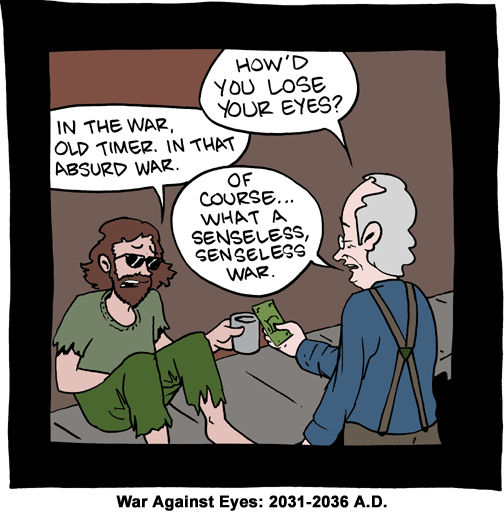 HOW'D
YOU LOSE
YOUR EYES?
IN THE WAR,
OLD TIMER. IN THAT
ABSURD WAR.
OF
COURSE...
WHAT A
SENSELESS,
SENSELESS
WAR.
War Against Eyes: 2031-2036 A.D.